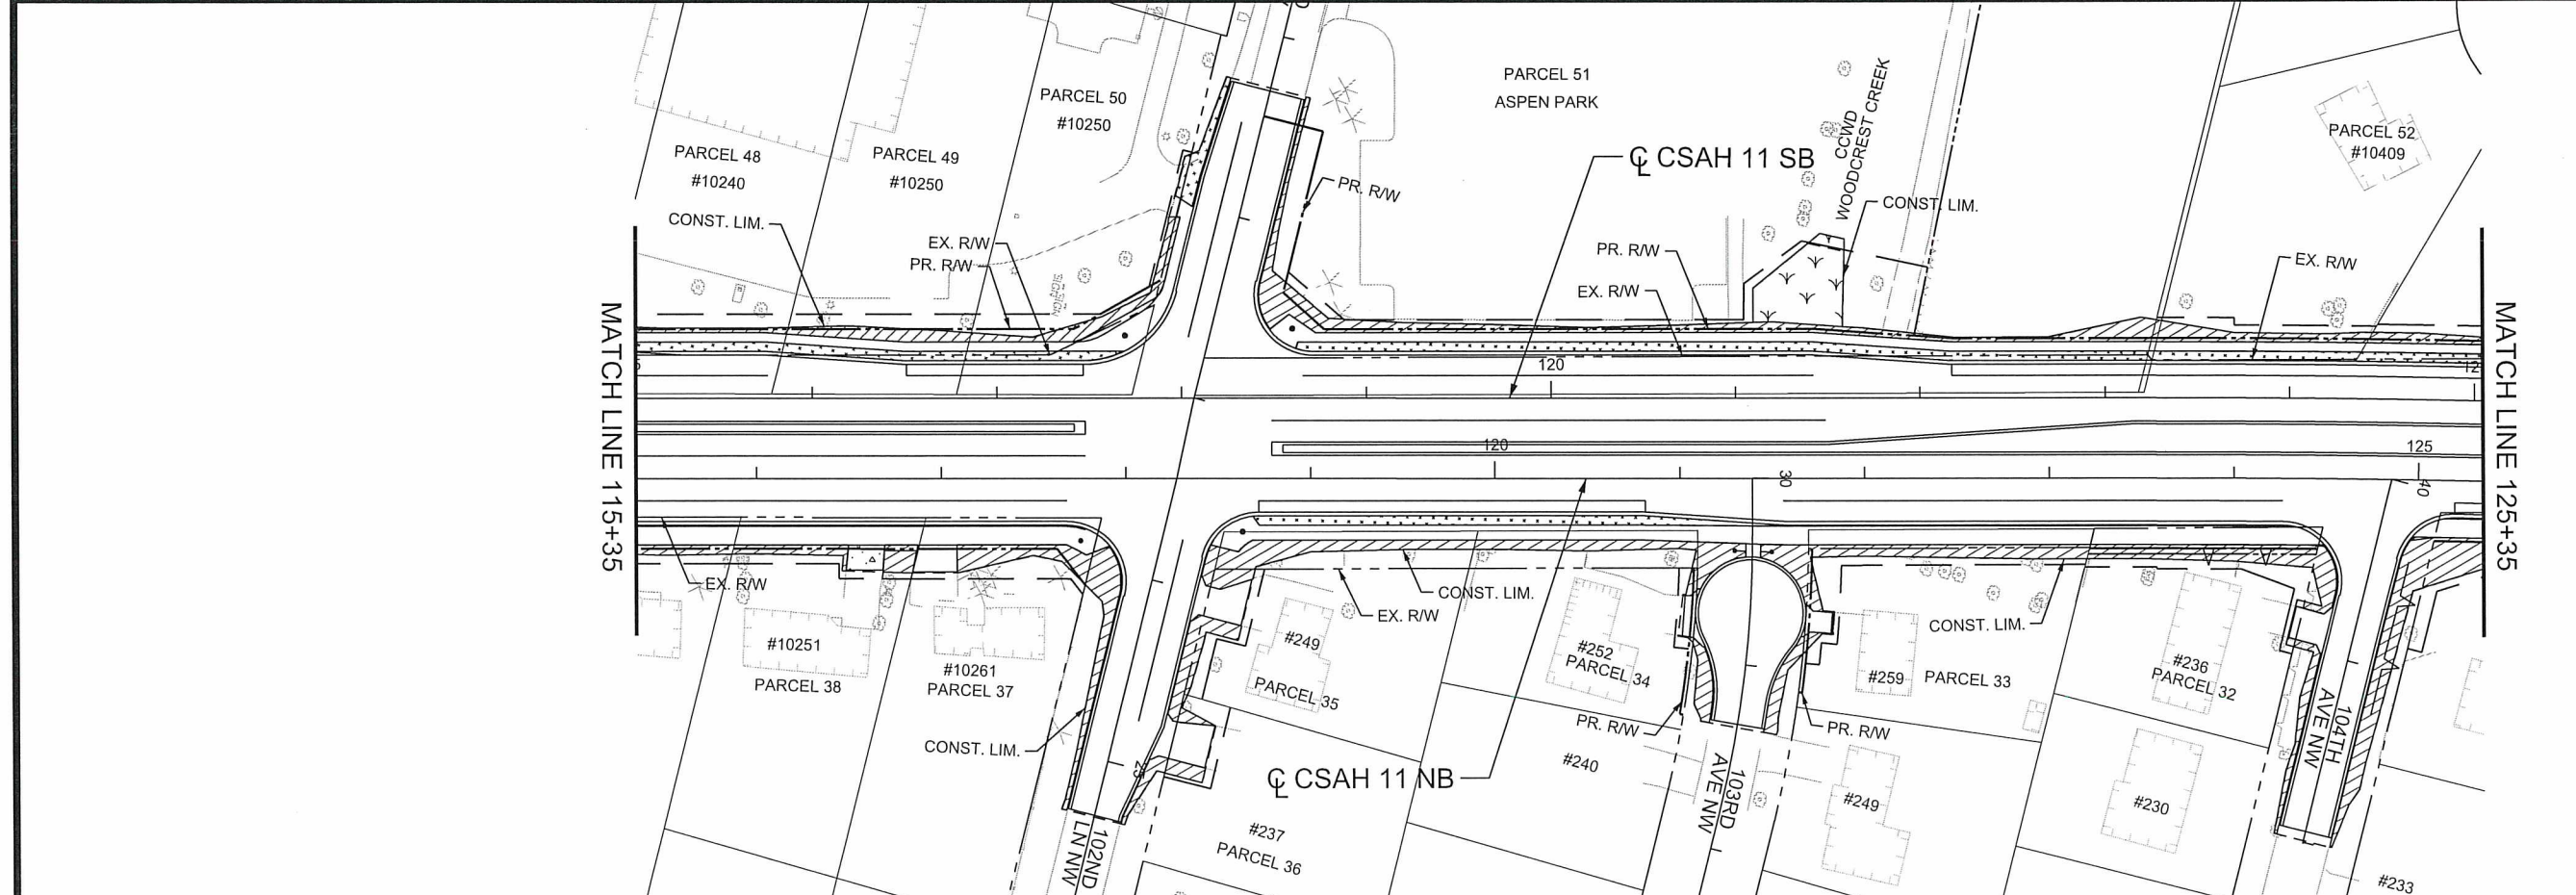 PARCEL 50
#10250
PARCEL 48
#10240
PARCEL 49
#10250
CONST. LIM.
EX. R/W
PR. R/W
SIGN
SIGN
PR. R/W
PARCEL 51
ASPEN PARK
℄ CSAH 11 SB
CCWD
WOODCREST CREEK
CONST. LIM.
PR. R/W
EX. R/W
PARCEL 52
#10409
EX. R/W
MATCH LINE 115+35
MATCH LINE 125+35
120
12
120
125
30
40
EX. R/W
#10251
PARCEL 38
#10261
PARCEL 37
CONST. LIM.
25
102ND
LN NW
CONST. LIM.
EX. R/W
#249
PARCEL 35
#252
PARCEL 34
PR. R/W
℄ CSAH 11 NB
#237
PARCEL 36
#240
103RD
AVE NW
PR. R/W
#259
PARCEL 33
CONST. LIM.
#236
PARCEL 32
#249
#230
104TH
AVE NW
#233